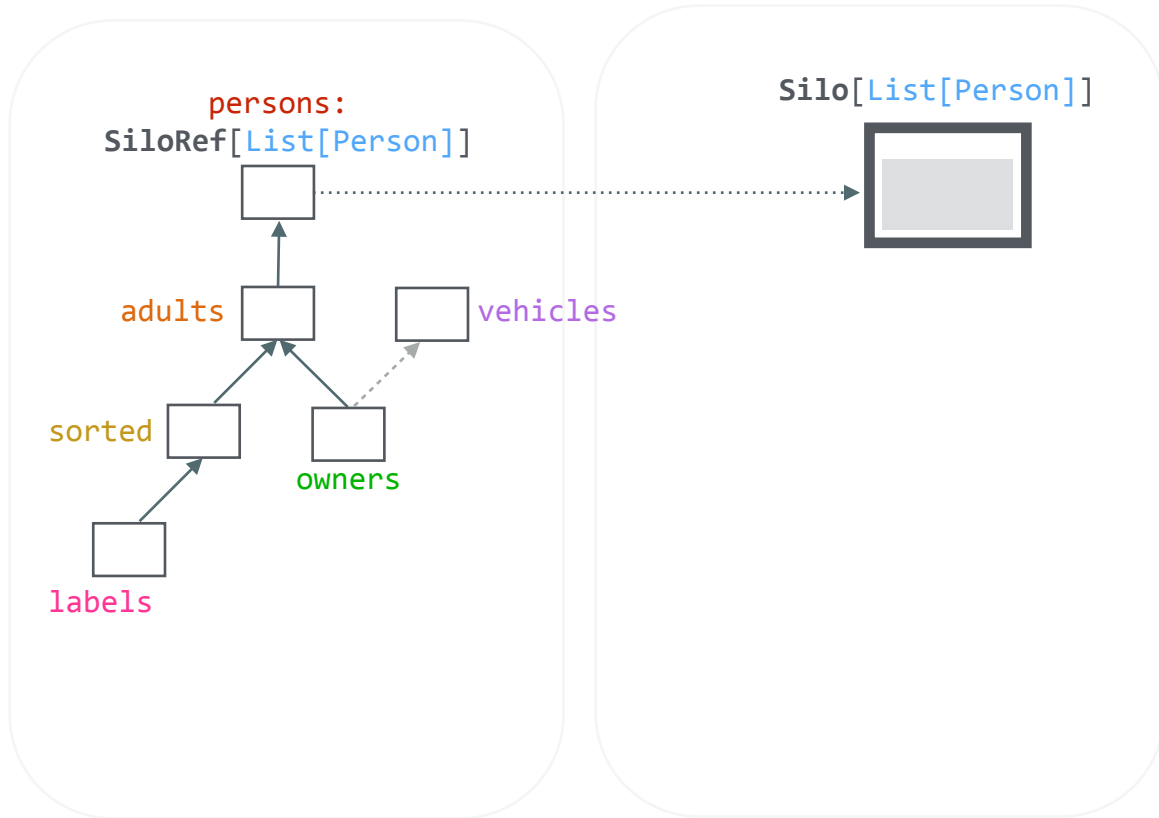 persons:
SiloRef[List[Person]]
Silo[List[Person]]
adults
vehicles
sorted
owners
labels